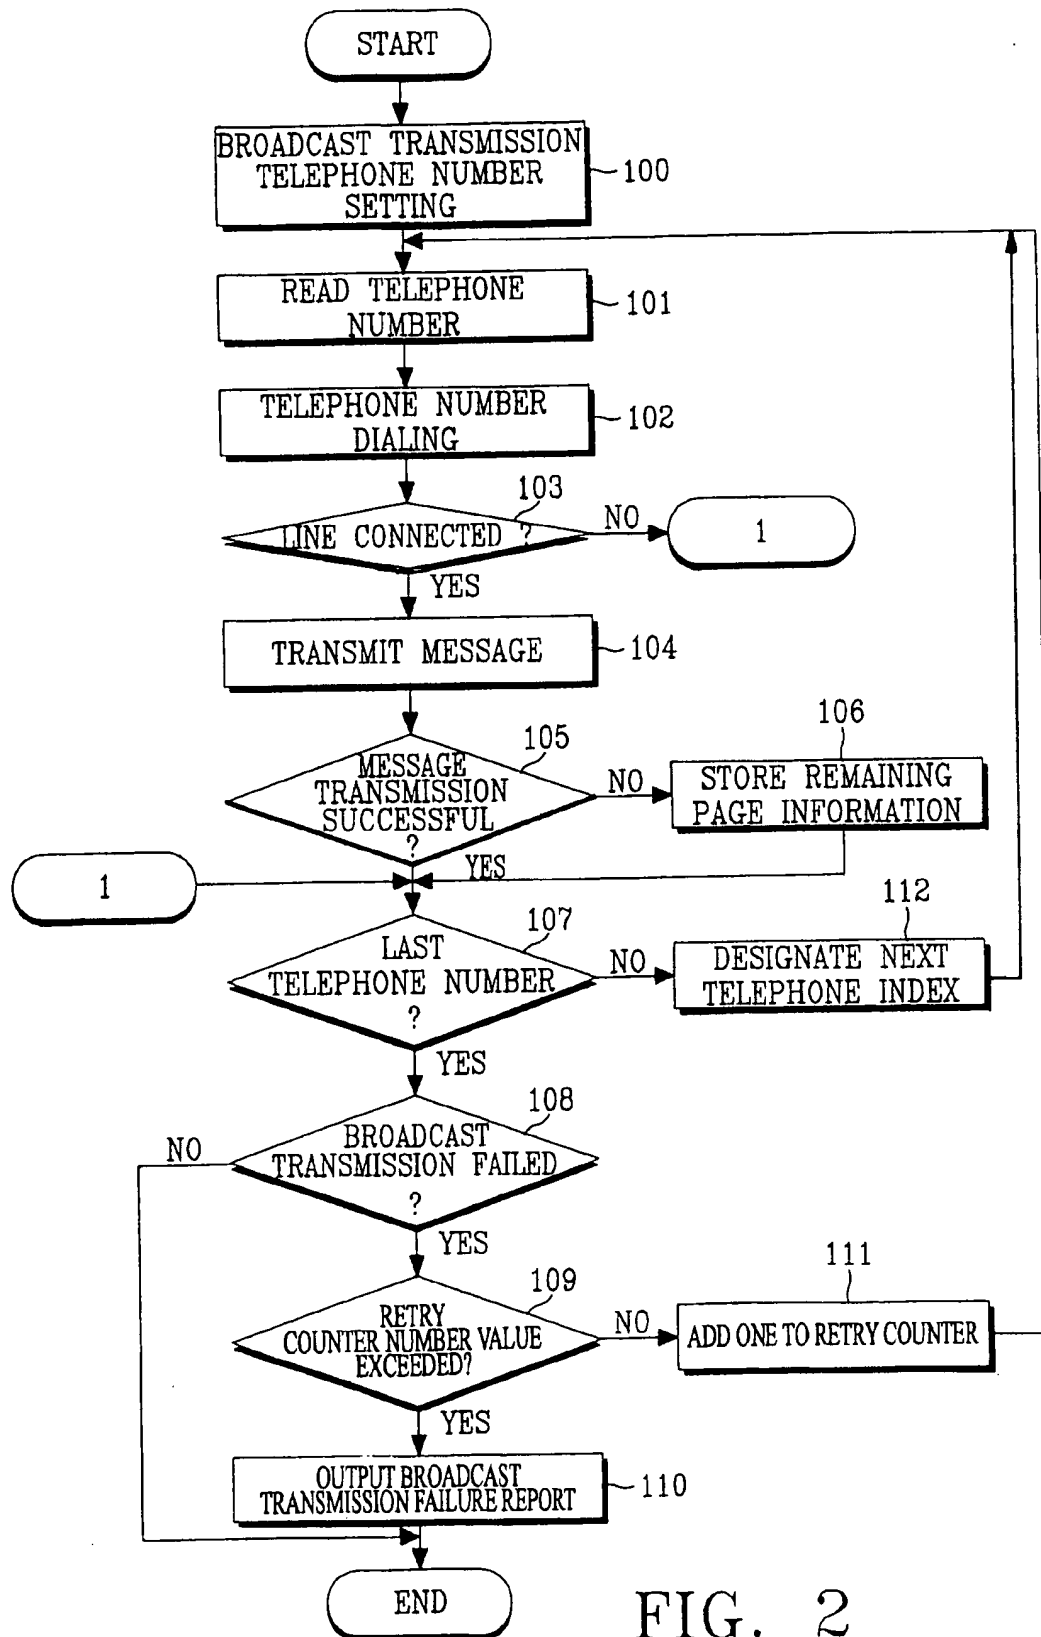 START
BROADCAST TRANSMISSION
TELEPHONE NUMBER
SETTING
100
READ TELEPHONE
NUMBER
101
TELEPHONE NUMBER
DIALING
102
103
LINE CONNECTED ?
NO
1
YES
TRANSMIT MESSAGE
104
105
MESSAGE
TRANSMISSION
SUCCESSFUL
?
NO
106
STORE REMAINING
PAGE INFORMATION
YES
1
107
LAST
TELEPHONE NUMBER
?
NO
112
DESIGNATE NEXT
TELEPHONE INDEX
YES
108
BROADCAST
TRANSMISSION FAILED
?
NO
YES
109
RETRY
COUNTER NUMBER VALUE
EXCEEDED?
NO
111
ADD ONE TO RETRY COUNTER
YES
OUTPUT BROADCAST
TRANSMISSION FAILURE REPORT
110
END
FIG. 2